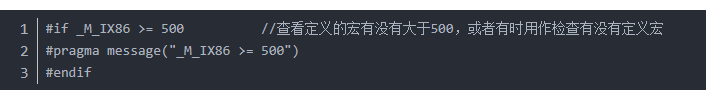 1 #if _M_IX86 >= 500 //查看定义的宏有没有大于500，或者有时用作检查有没有定义宏
2 #pragma message("_M_IX86 >= 500")
3 #endif